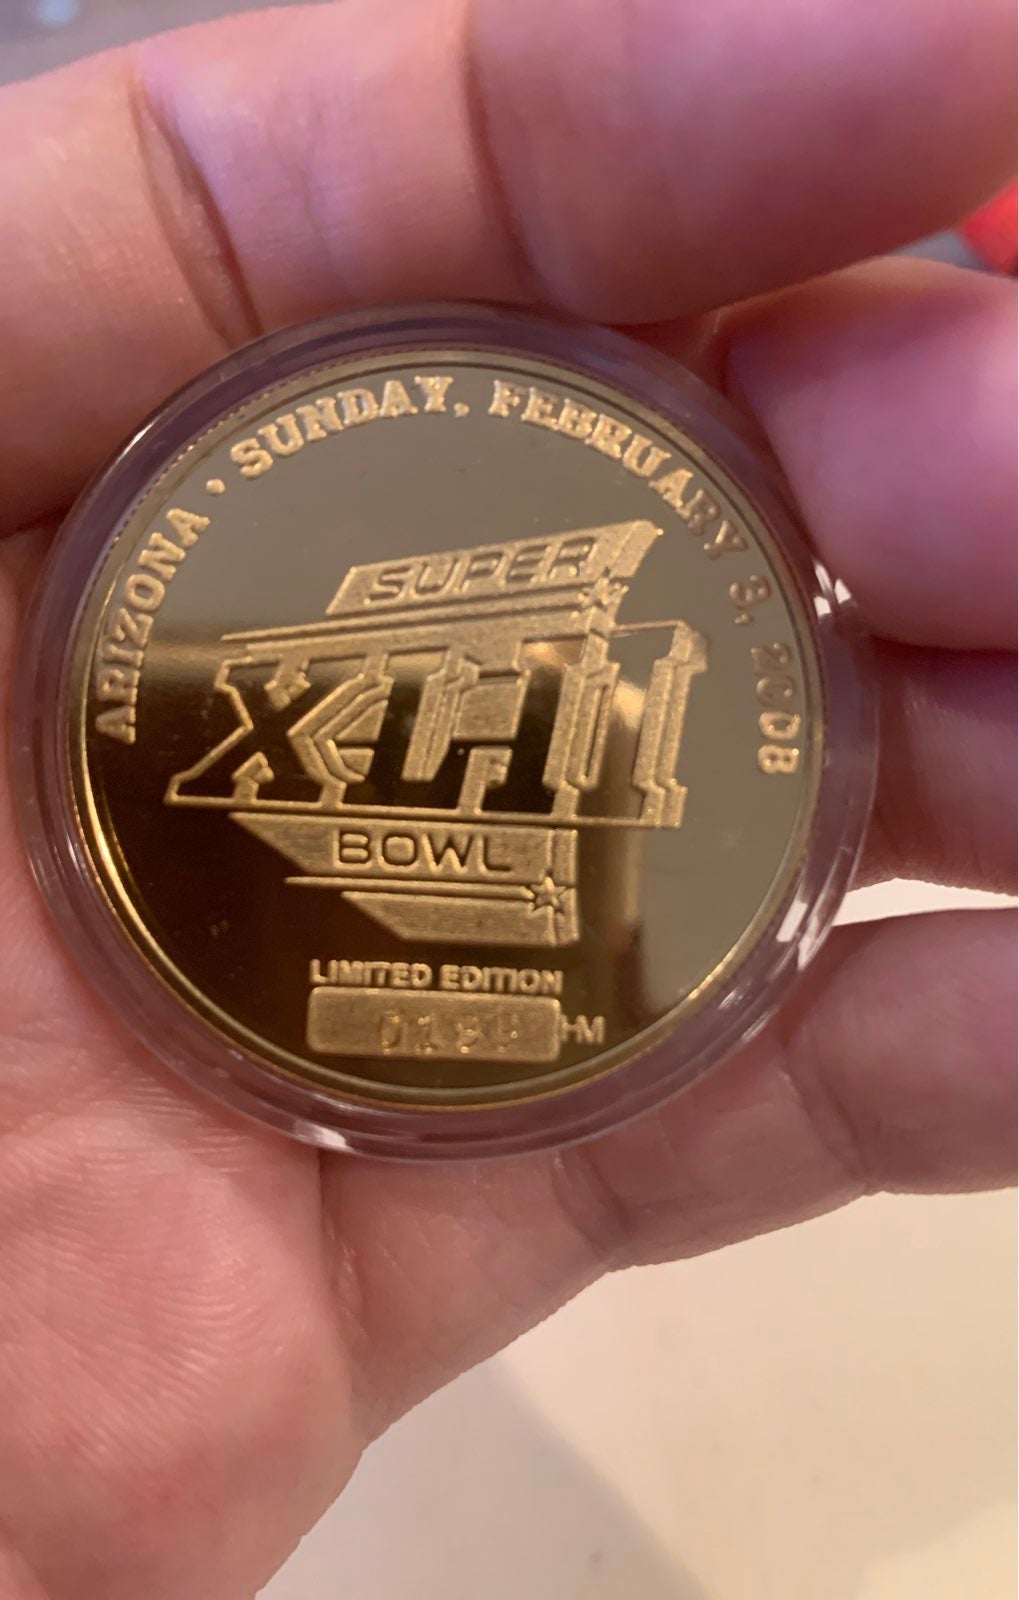 ARIZONA · SUNDAY, FEBRUARY 3, 2008
SUPER
XLII
BOWL
LIMITED EDITION
HM